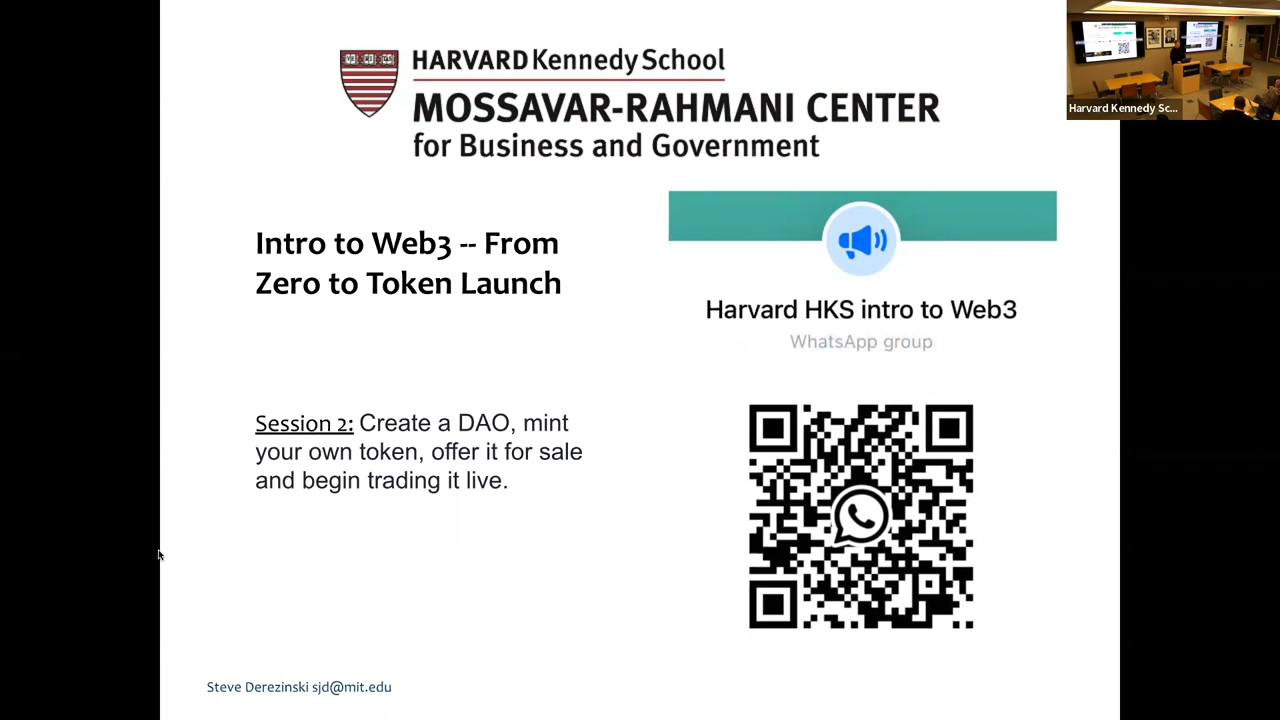 HARVARD Kennedy School
MOSSAVAR-RAHMANI CENTER
for Business and Government
Harvard Kennedy Sc...
Intro to Web3 -- From
Zero to Token Launch
Harvard HKS intro to Web3
WhatsApp group
Session 2: Create a DAO, mint
your own token, offer it for sale
and begin trading it live.
Steve Derezinski sjd@mit.edu